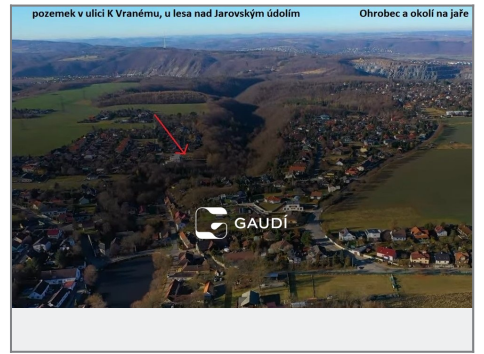 pozemek v ulici K Vranému, u lesa nad Jarovským údolím
Ohrobec a okolí na jaře
GAUDÍ